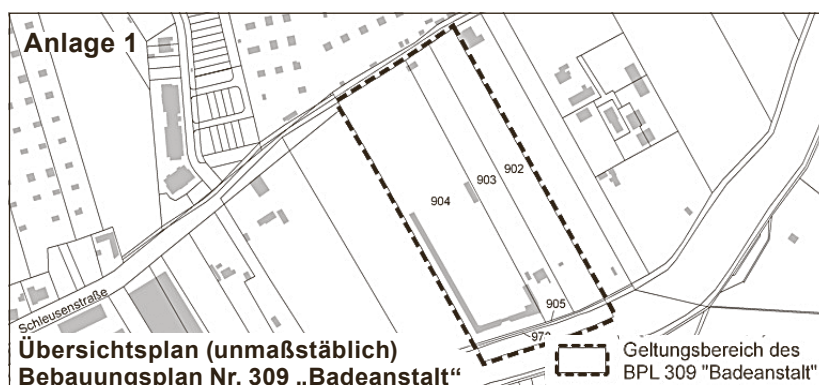 Anlage 1
902
903
904
905
Schleusenstraße
Übersichtsplan (unmaßstäblich)
Bebauungsplan Nr. 309 „Badeanstalt“
Geltungsbereich des
BPL 309 "Badeanstalt"